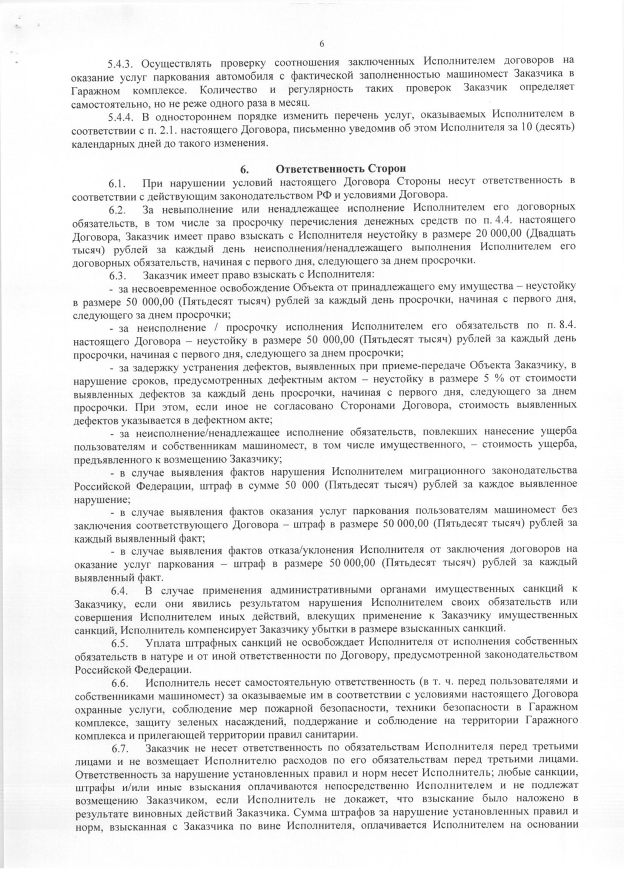 6
5.4.3. Осуществлять проверку соотношения заключенных Исполнителем договоров на
оказание услуг паркования автомобиля с фактической заполненностью машиномест Заказчика в
Гаражном комплексе. Количество и регулярность таких проверок Заказчик определяет
самостоятельно, но не реже одного раза в месяц.
5.4.4. В одностороннем порядке изменить перечень услуг, оказываемых Исполнителем в
соответствии с п. 2.1. настоящего Договора, письменно уведомив об этом Исполнителя за 10 (десять)
календарных дней до такого изменения.
6. Ответственность Сторон
6.1. При нарушении условий настоящего Договора Стороны несут ответственность в
соответствии с действующим законодательством РФ и условиями Договора.
6.2. За невыполнение или ненадлежащее исполнение Исполнителем его договорных
обязательств, в том числе за просрочку перечисления денежных средств по п. 4.4. настоящего
Договора, Заказчик имеет право взыскать с Исполнителя неустойку в размере 20 000,00 (Двадцать
тысяч) рублей за каждый день неисполнения/ненадлежащего выполнения Исполнителем его
договорных обязательств, начиная с первого дня, следующего за днем просрочки.
6.3. Заказчик имеет право взыскать с Исполнителя:
- за несвоевременное освобождение Объекта от принадлежащего ему имущества – неустойку
в размере 50 000,00 (Пятьдесят тысяч) рублей за каждый день просрочки, начиная с первого дня,
следующего за днем просрочки;
- за неисполнение / просрочку исполнения Исполнителем его обязательств по п. 8.4.
настоящего Договора – неустойку в размере 50 000,00 (Пятьдесят тысяч) рублей за каждый день
просрочки, начиная с первого дня, следующего за днем просрочки;
- за задержку устранения дефектов, выявленных при приеме-передаче Объекта Заказчику, в
нарушение сроков, предусмотренных дефектным актом – неустойку в размере 5 % от стоимости
выявленных дефектов за каждый день просрочки, начиная с первого дня, следующего за днем
просрочки. При этом, если иное не согласовано Сторонами Договора, стоимость выявленных
дефектов указывается в дефектном акте;
- за неисполнение/ненадлежащее исполнение обязательств, повлекших нанесение ущерба
пользователям и собственникам машиномест, в том числе имущественного, – стоимость ущерба,
предъявленного к возмещению Заказчику;
- в случае выявления фактов нарушения Исполнителем миграционного законодательства
Российской Федерации, штраф в сумме 50 000 (Пятьдесят тысяч) рублей за каждое выявленное
нарушение;
- в случае выявления фактов оказания услуг паркования пользователям машиномест без
заключения соответствующего Договора – штраф в размере 50 000,00 (Пятьдесят тысяч) рублей за
каждый выявленный факт;
- в случае выявления фактов отказа/уклонения Исполнителя от заключения договоров на
оказание услуг паркования – штраф в размере 50 000,00 (Пятьдесят тысяч) рублей за каждый
выявленный факт.
6.4. В случае применения административными органами имущественных санкций к
Заказчику, если они явились результатом нарушения Исполнителем своих обязательств или
совершения Исполнителем иных действий, влекущих применение к Заказчику имущественных
санкций, Исполнитель компенсирует Заказчику убытки в размере взысканных санкций.
6.5. Уплата штрафных санкций не освобождает Исполнителя от исполнения собственных
обязательств в натуре и от иной ответственности по Договору, предусмотренной законодательством
Российской Федерации.
6.6. Исполнитель несет самостоятельную ответственность (в т. ч. перед пользователями и
собственниками машиномест) за оказываемые им в соответствии с условиями настоящего Договора
охранные услуги, соблюдение мер пожарной безопасности, техники безопасности в Гаражном
комплексе, защиту зеленых насаждений, поддержание и соблюдение на территории Гаражного
комплекса и прилегающей территории правил санитарии.
6.7. Заказчик не несет ответственность по обязательствам Исполнителя перед третьими
лицами и не возмещает Исполнителю расходов по его обязательствам перед третьими лицами.
Ответственность за нарушение установленных правил и норм несет Исполнитель; любые санкции,
штрафы и/или иные взыскания оплачиваются непосредственно Исполнителем и не подлежат
возмещению Заказчиком, если Исполнитель не докажет, что взыскание было наложено в
результате виновных действий Заказчика. Сумма штрафов за нарушение установленных правил и
норм, взысканная с Заказчика по вине Исполнителя, оплачивается Исполнителем на основании